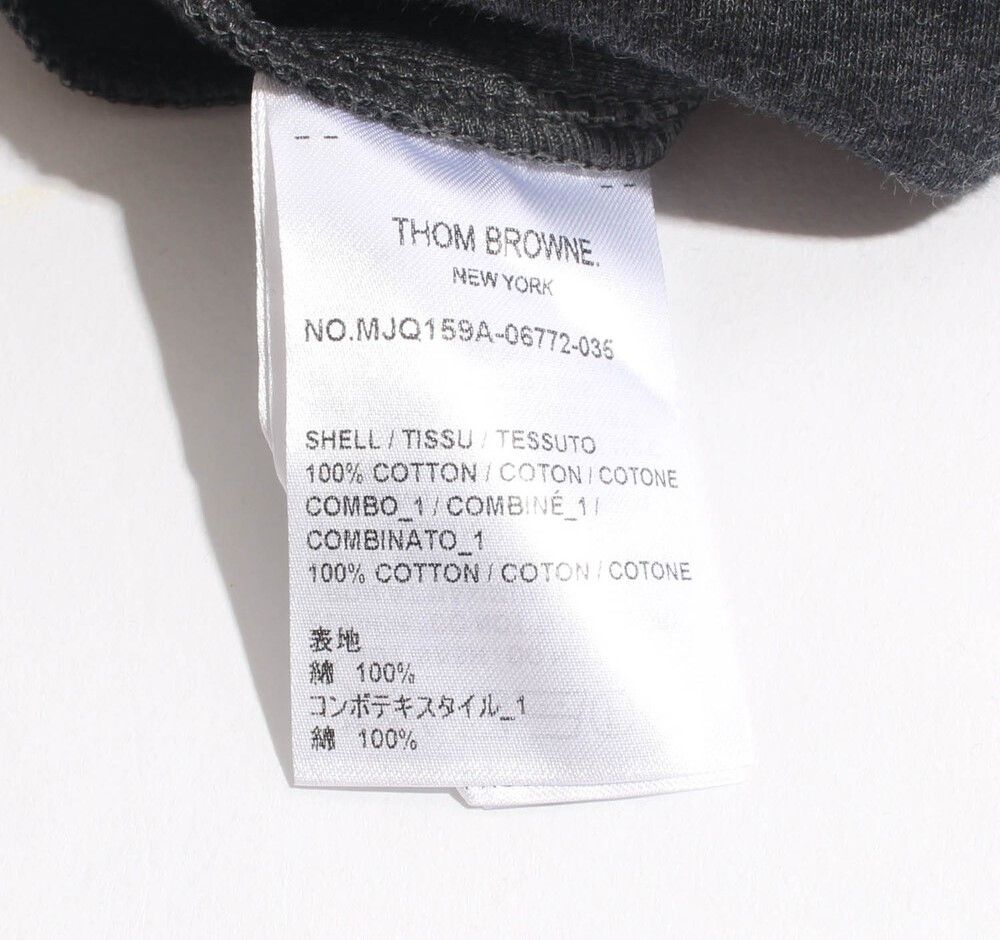 THOM BROWNE.
NEW YORK
NO.MJQ159A-06772-035
SHELL / TISSU / TESSUTO
100% COTTON / COTON / COTONE
COMBO_1 / COMBINÉ_1 /
COMBINATO_1
100% COTTON / COTON / COTONE
表地
綿 100%
コンボテキスタイル_1
綿 100%